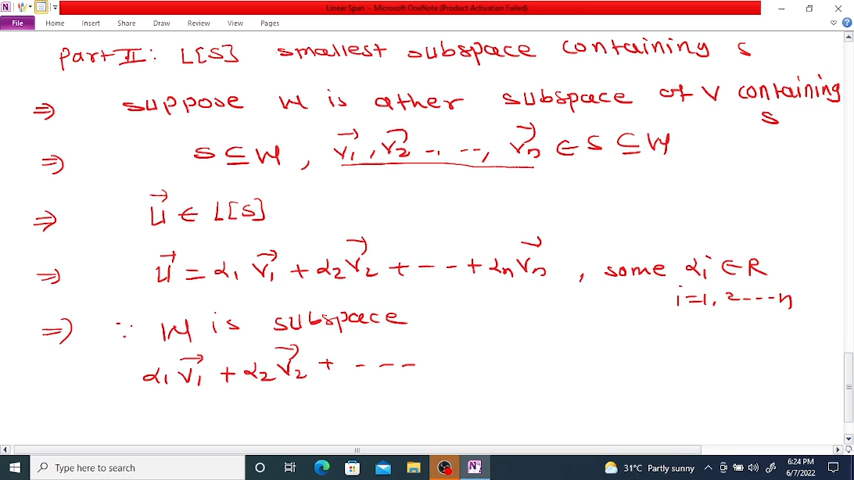 Linear Span - Microsoft OneNote (Product Activation Failed)
File Home Insert Draw History Review View Pages
Part II: L[S] smallest subspace containing S
⇒ suppose W is other subspace of V containing S
⇒ S ⊆ W, v⃗₁, v⃗₂ -, --, v⃗ₙ ∈ S ⊆ W
⇒ u⃗ ∈ L[S]
⇒ u⃗ = α₁ v⃗₁ + α₂ v⃗₂ + --- + αₙ v⃗ₙ , some αᵢ ∈ R
i=1, 2---n
⇒ ∵ W is subspace
α₁ v⃗₁ + α₂ v⃗₂ + ---
Type here to search
31°C Partly sunny
6:24 PM
6/7/2022